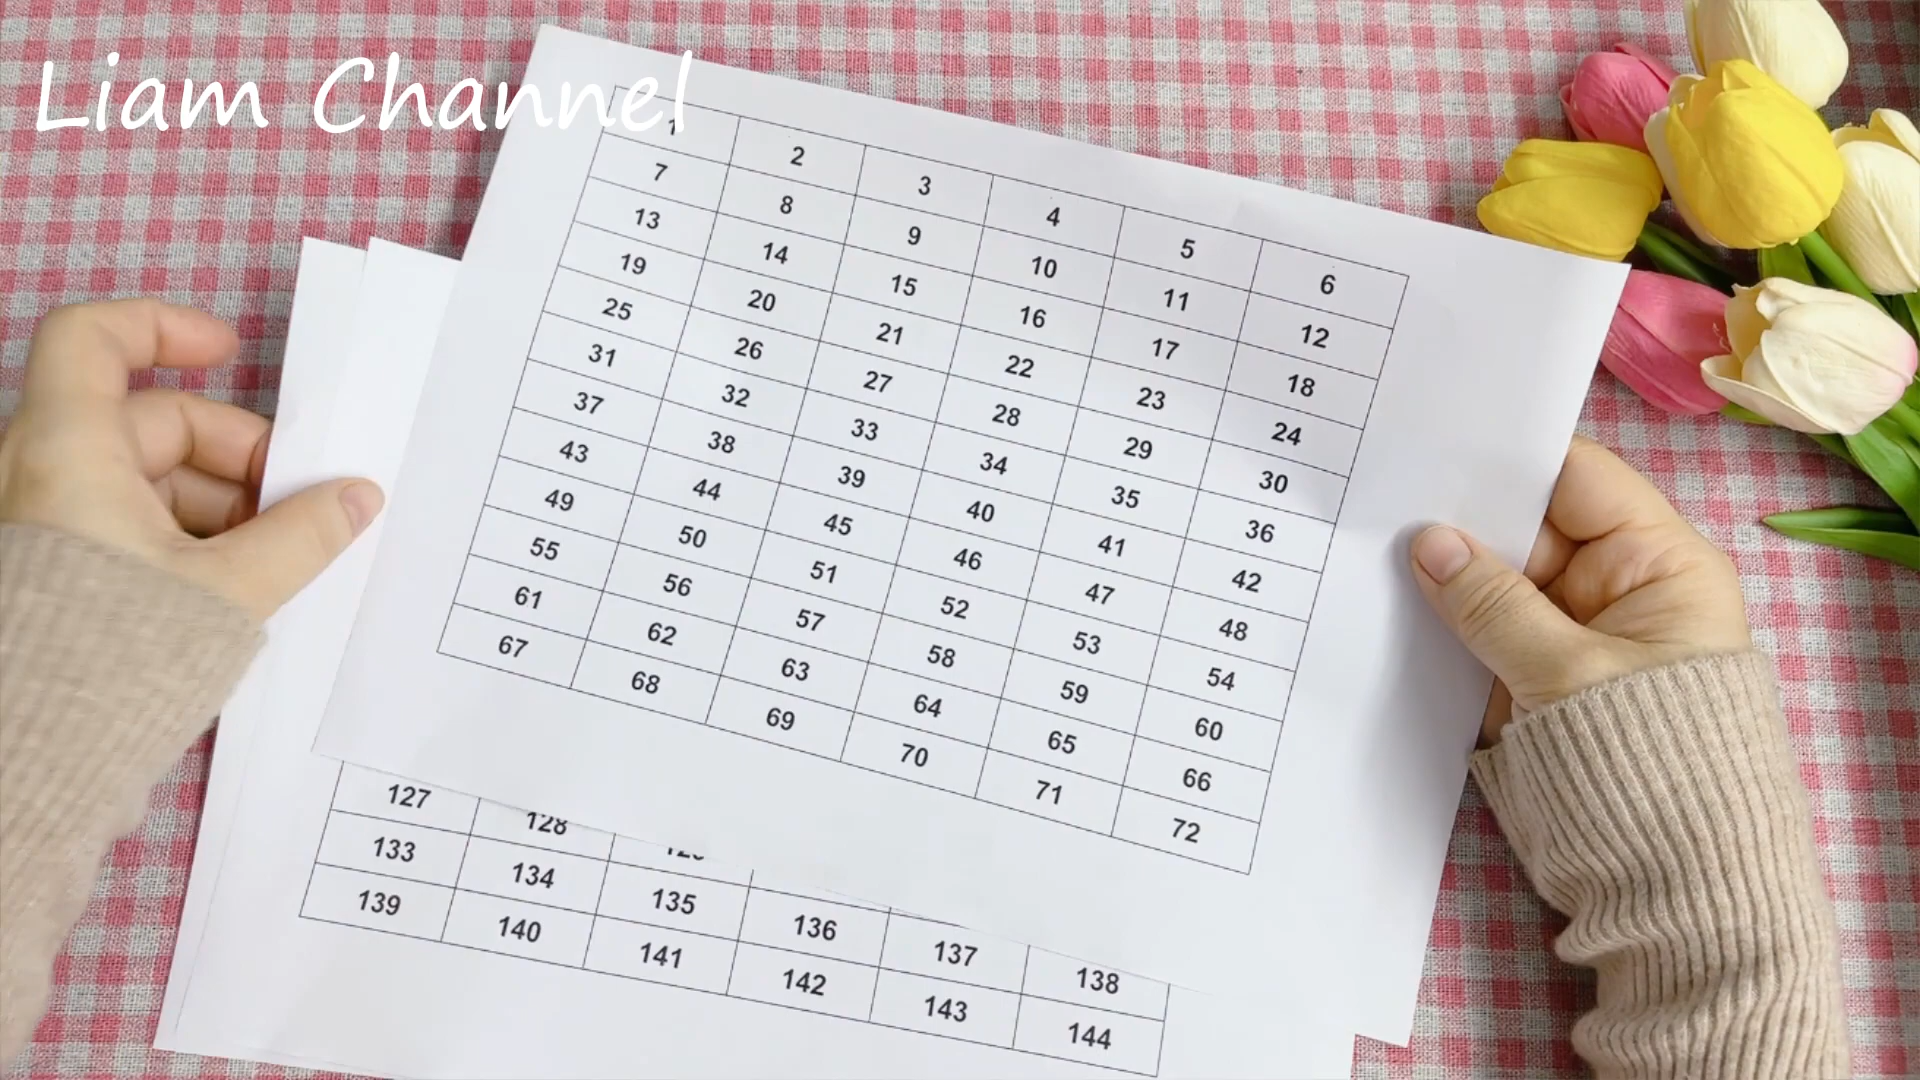 Liam Channel
1 2 3 4 5 6
7 8 9 10 11 12
13 14 15 16 17 18
19 20 21 22 23 24
25 26 27 28 29 30
31 32 33 34 35 36
37 38 39 40 41 42
43 44 45 46 47 48
49 50 51 52 53 54
55 56 57 58 59 60
61 62 63 64 65 66
67 68 69 70 71 72
127 128
133 134 135 136 137 138
139 140 141 142 143 144